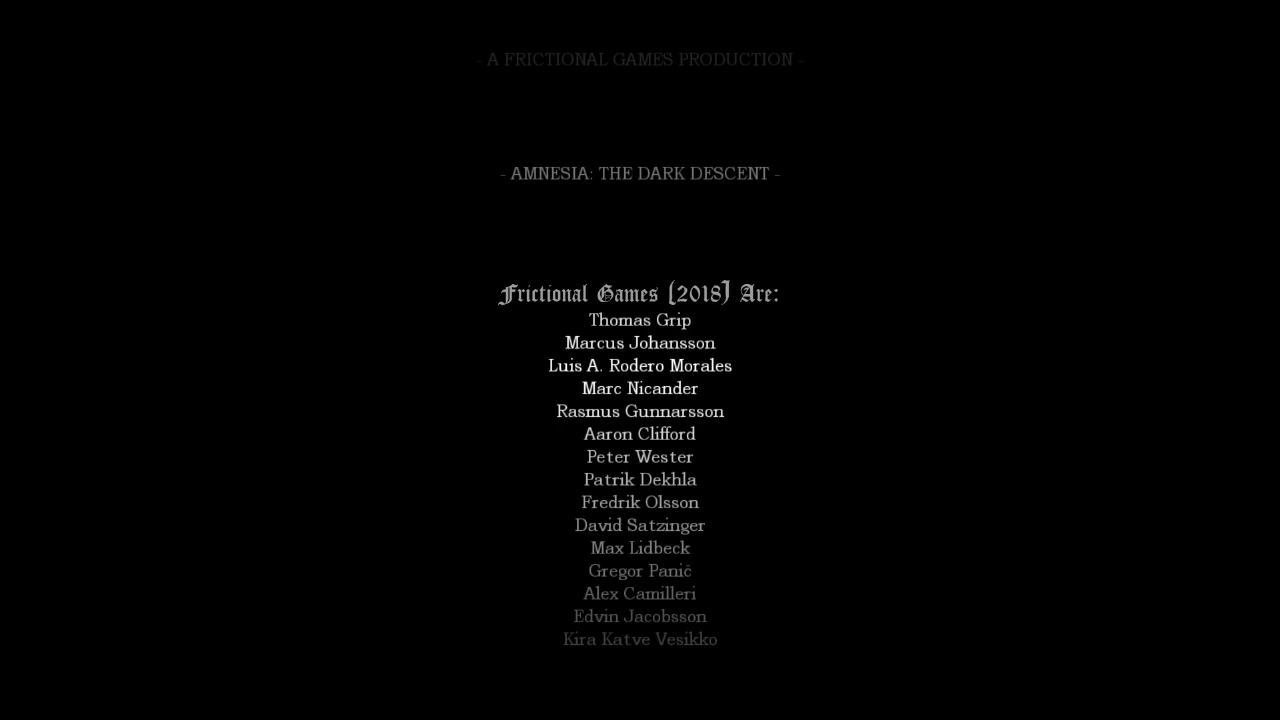 - A FRICTIONAL GAMES PRODUCTION -
- AMNESIA: THE DARK DESCENT -
Frictional Games (2018) Are:
Thomas Grip
Marcus Johansson
Luis A. Rodero Morales
Marc Nicander
Rasmus Gunnarsson
Aaron Clifford
Peter Wester
Patrik Dekhla
Fredrik Olsson
David Satzinger
Max Lidbeck
Gregor Panič
Alex Camilleri
Edvin Jacobsson
Kira Katve Vesikko